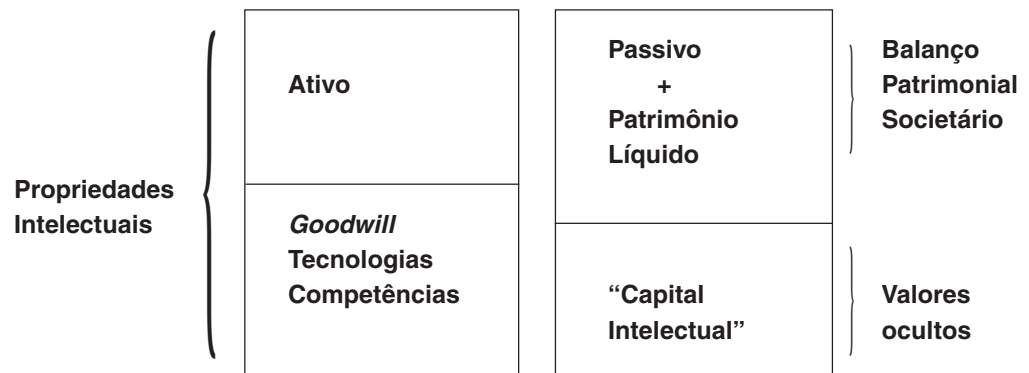 Propriedades
Intelectuais
Ativo
Goodwill
Tecnologias
Competências
Passivo
+
Patrimônio
Líquido
“Capital
Intelectual”
Balanço
Patrimonial
Societário
Valores
ocultos